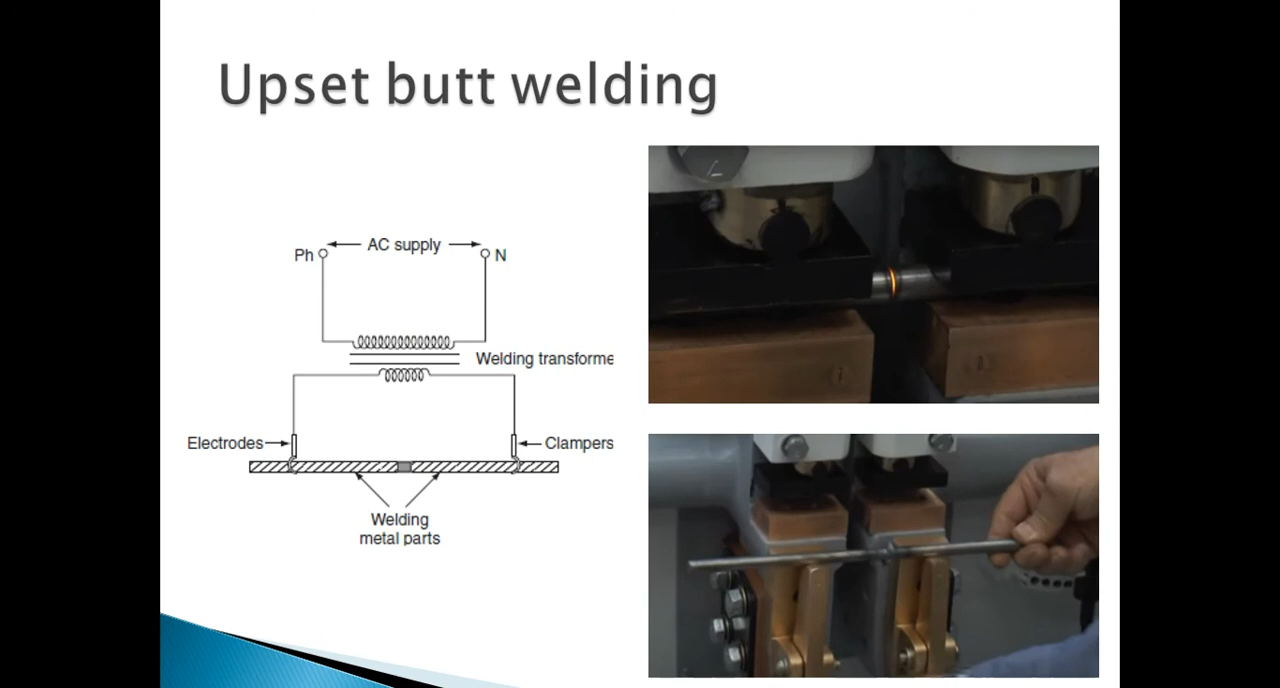 Upset butt welding
AC supply
Ph
N
Welding transforme
Electrodes
Clampers
Welding
metal parts